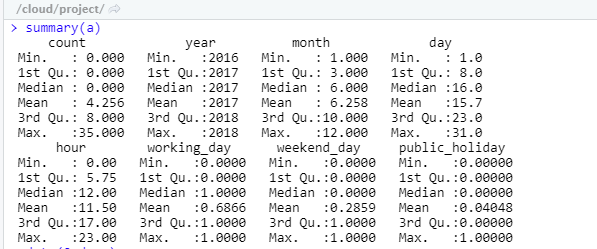 /cloud/project/
> summary(a)
     count             year          month             day      
 Min.   : 0.000   Min.   :2016   Min.   : 1.000   Min.   : 1.0  
 1st Qu.: 0.000   1st Qu.:2017   1st Qu.: 3.000   1st Qu.: 8.0  
 Median : 0.000   Median :2017   Median : 6.000   Median :16.0  
 Mean   : 4.256   Mean   :2017   Mean   : 6.258   Mean   :15.7  
 3rd Qu.: 8.000   3rd Qu.:2018   3rd Qu.:10.000   3rd Qu.:23.0  
 Max.   :35.000   Max.   :2018   Max.   :12.000   Max.   :31.0  
      hour        working_day      weekend_day     public_holiday   
 Min.   : 0.00   Min.   :0.0000   Min.   :0.0000   Min.   :0.00000  
 1st Qu.: 5.75   1st Qu.:0.0000   1st Qu.:0.0000   1st Qu.:0.00000  
 Median :12.00   Median :1.0000   Median :0.0000   Median :0.00000  
 Mean   :11.50   Mean   :0.6866   Mean   :0.2859   Mean   :0.04048  
 3rd Qu.:17.00   3rd Qu.:1.0000   3rd Qu.:1.0000   3rd Qu.:0.00000  
 Max.   :23.00   Max.   :1.0000   Max.   :1.0000   Max.   :1.00000